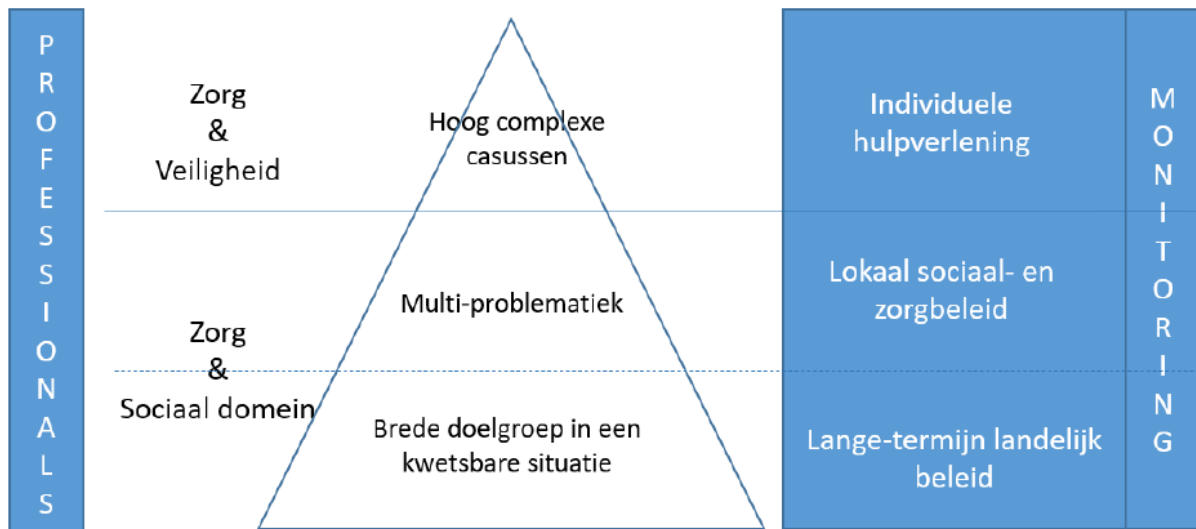 PROFESSIONALS
Zorg
&
Veiligheid
Hoog complexe
casussen
Individuele
hulpverlening
Multi-problematiek
Lokaal sociaal- en
zorgbeleid
Zorg
&
Sociaal domein
Brede doelgroep in een
kwetsbare situatie
Lange-termijn landelijk
beleid
MONITORING